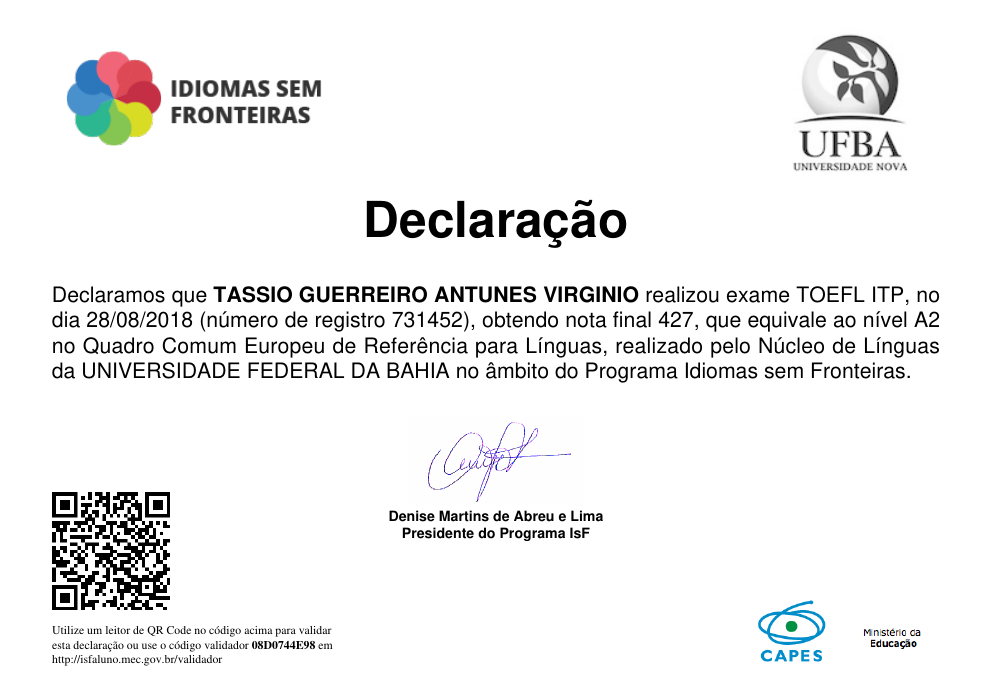 IDIOMAS SEM
FRONTEIRAS
UFBA
UNIVERSIDADE NOVA
Declaração
Declaramos que TASSIO GUERREIRO ANTUNES VIRGINIO realizou exame TOEFL ITP, no
dia 28/08/2018 (número de registro 731452), obtendo nota final 427, que equivale ao nível A2
no Quadro Comum Europeu de Referência para Línguas, realizado pelo Núcleo de Línguas
da UNIVERSIDADE FEDERAL DA BAHIA no âmbito do Programa Idiomas sem Fronteiras.
Denise Martins de Abreu e Lima
Presidente do Programa IsF
Utilize um leitor de QR Code no código acima para validar
esta declaração ou use o código validador 08D0744E98 em
http://isfaluno.mec.gov.br/validador
CAPES
Ministério da
Educação